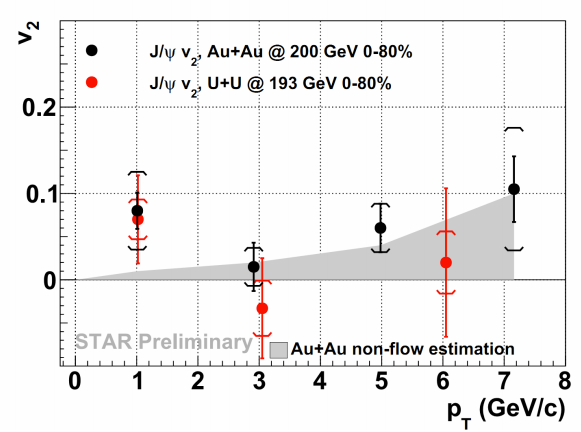 v2
J/ψ v2, Au+Au @ 200 GeV 0-80%
J/ψ v2, U+U @ 193 GeV 0-80%
0.2
0.1
0
STAR Preliminary
Au+Au non-flow estimation
0 1 2 3 4 5 6 7 8
pT (GeV/c)